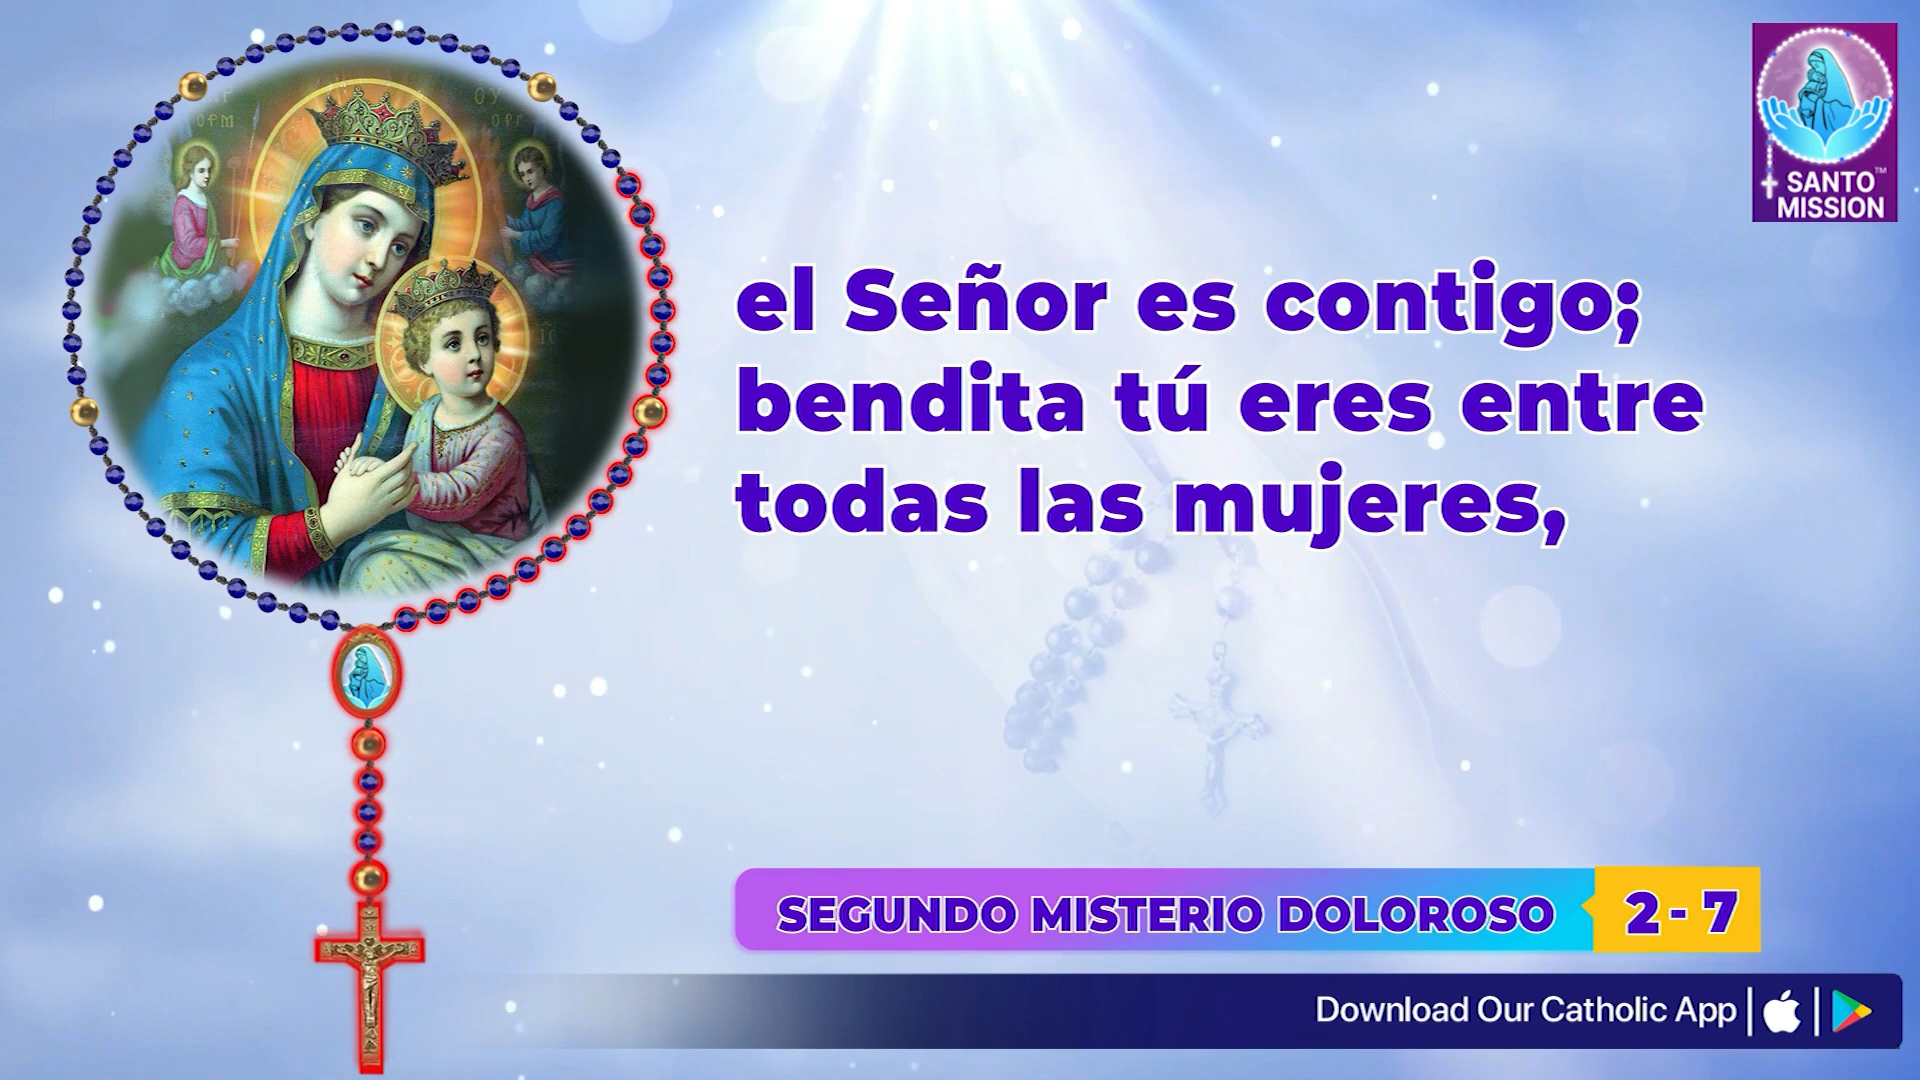 SANTO™
MISSION
el Señor es contigo;
bendita tú eres entre
todas las mujeres,
SEGUNDO MISTERIO DOLOROSO 2 - 7
Download Our Catholic App